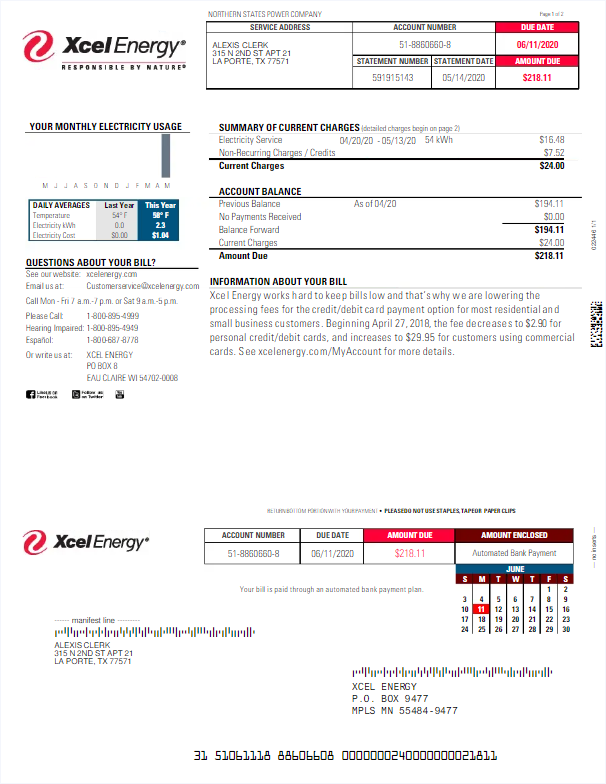 NORTHERN STATES POWER COMPANY
Page 1 of 2
XcelEnergy®
RESPONSIBLE BY NATURE®
SERVICE ADDRESS
ACCOUNT NUMBER
DUE DATE
ALEXIS CLERK
315 N 2ND ST APT 21
LA PORTE, TX 77571
51-8860660-8
06/11/2020
STATEMENT NUMBER
STATEMENT DATE
AMOUNT DUE
591915143
05/14/2020
$218.11
YOUR MONTHLY ELECTRICITY USAGE
M J J A S O N D J F M A M
DAILY AVERAGES Last Year This Year
Temperature 54° F 58° F
Electricity kWh 0.0 2.3
Electricity Cost $0.00 $1.04
QUESTIONS ABOUT YOUR BILL?
See our website: xcelenergy.com
Email us at: Customerservice@xcelenergy.com
Call Mon - Fri 7 a.m.-7 p.m. or Sat 9 a.m.-5 p.m.
Please Call: 1-800-895-4999
Hearing Impaired: 1-800-895-4949
Español: 1-800-687-8778
Or write us at: XCEL ENERGY
PO BOX 8
EAU CLAIRE WI 54702-0008
Like us on Facebook
Follow us on Twitter
You Tube
SUMMARY OF CURRENT CHARGES (detailed charges begin on page 2)
Electricity Service 04/20/20 - 05/13/20 54 kWh $16.48
Non-Recurring Charges / Credits $7.52
Current Charges $24.00
ACCOUNT BALANCE
Previous Balance As of 04/20 $194.11
No Payments Received $0.00
Balance Forward $194.11
Current Charges $24.00
Amount Due $218.11
INFORMATION ABOUT YOUR BILL
Xcel Energy works hard to keep bills low and that's why we are lowering the
processing fees for the credit/debit card payment option for most residential and
small business customers. Beginning April 27, 2018, the fee decreases to $2.90 for
personal credit/debit cards, and increases to $29.95 for customers using commercial
cards. See xcelenergy.com/MyAccount for more details.
022446 1/1
RETURN BOTTOM PORTION WITH YOUR PAYMENT • PLEASE DO NOT USE STAPLES, TAPE OR PAPER CLIPS
XcelEnergy®
ACCOUNT NUMBER DUE DATE AMOUNT DUE AMOUNT ENCLOSED
51-8860660-8 06/11/2020 $218.11 Automated Bank Payment
Your bill is paid through an automated bank payment plan.
JUNE
S M T W T F S
1 2
3 4 5 6 7 8 9
10 11 12 13 14 15 16
17 18 19 20 21 22 23
24 25 26 27 28 29 30
--- no inserts ---
------ manifest line ---------
ALEXIS CLERK
315 N 2ND ST APT 21
LA PORTE, TX 77571
XCEL ENERGY
P.O. BOX 9477
MPLS MN 55484-9477
31 51061118 88606608 0000000240000000021811